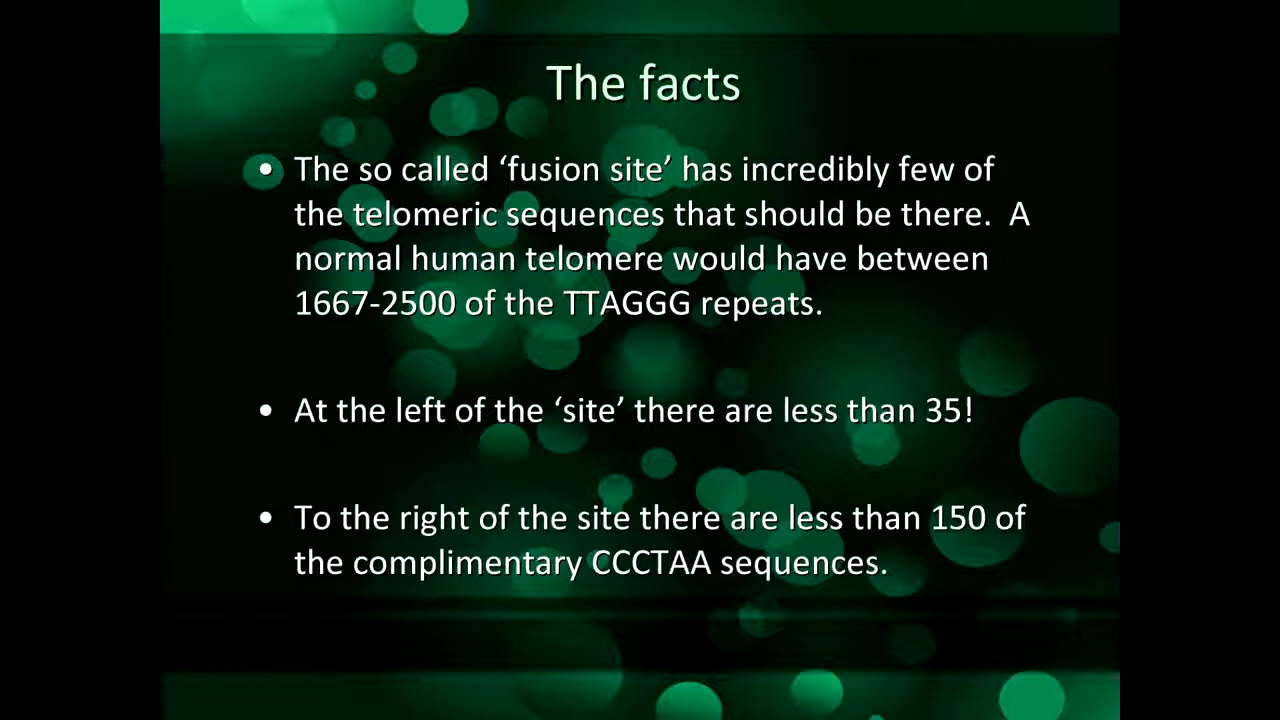 The facts
• The so called ‘fusion site’ has incredibly few of
the telomeric sequences that should be there.  A
normal human telomere would have between
1667-2500 of the TTAGGG repeats.
• At the left of the ‘site’ there are less than 35!
• To the right of the site there are less than 150 of
the complimentary CCCTAA sequences.